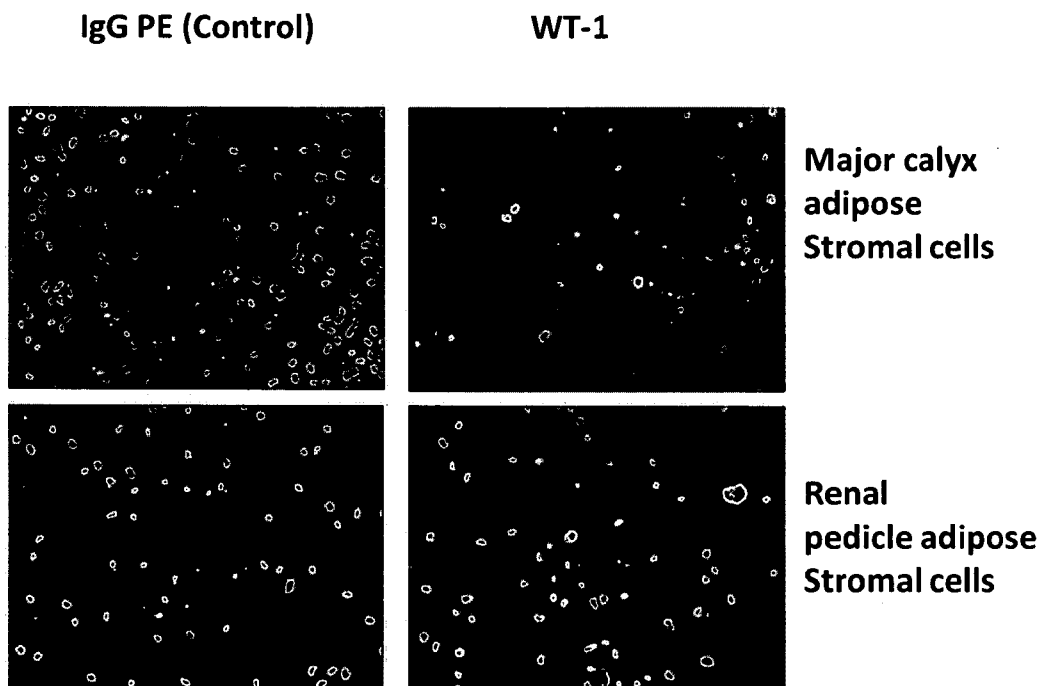 IgG PE (Control)
WT-1
Major calyx
adipose
Stromal cells
Renal
pedicle adipose
Stromal cells